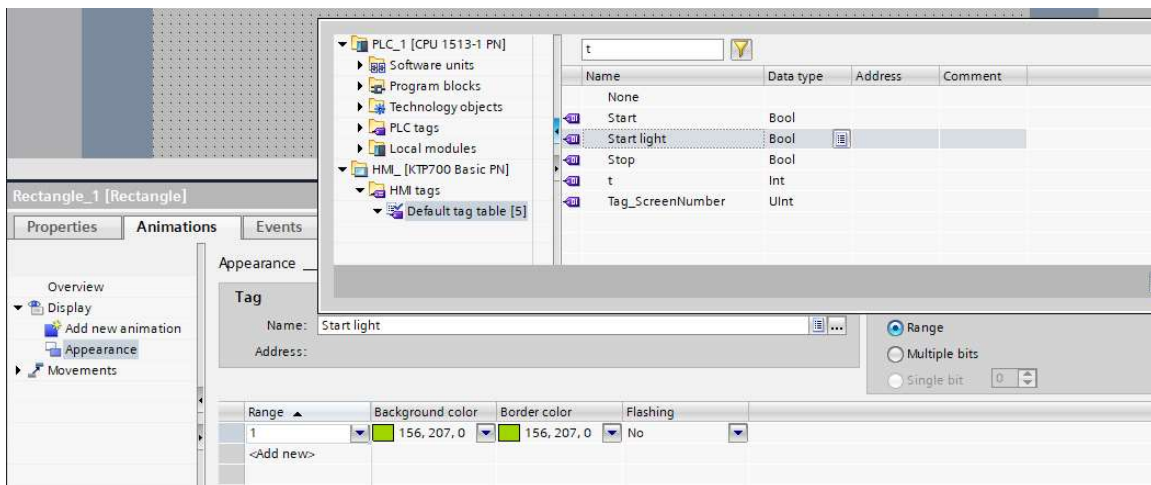 PLC_1 [CPU 1513-1 PN]
Software units
Program blocks
Technology objects
PLC tags
Local modules
HMI_ [KTP700 Basic PN]
HMI tags
Default tag table [5]
t
Name Data type Address Comment
None
Start Bool
Start light Bool
Stop Bool
t Int
Tag_ScreenNumber UInt
Rectangle_1 [Rectangle]
Properties Animations Events
Overview
Display
Add new animation
Appearance
Movements
Appearance
Tag
Name: Start light ...
Address:
Range
Multiple bits
Single bit 0
Range Background color Border color Flashing
1 156, 207, 0 156, 207, 0 No
<Add new>